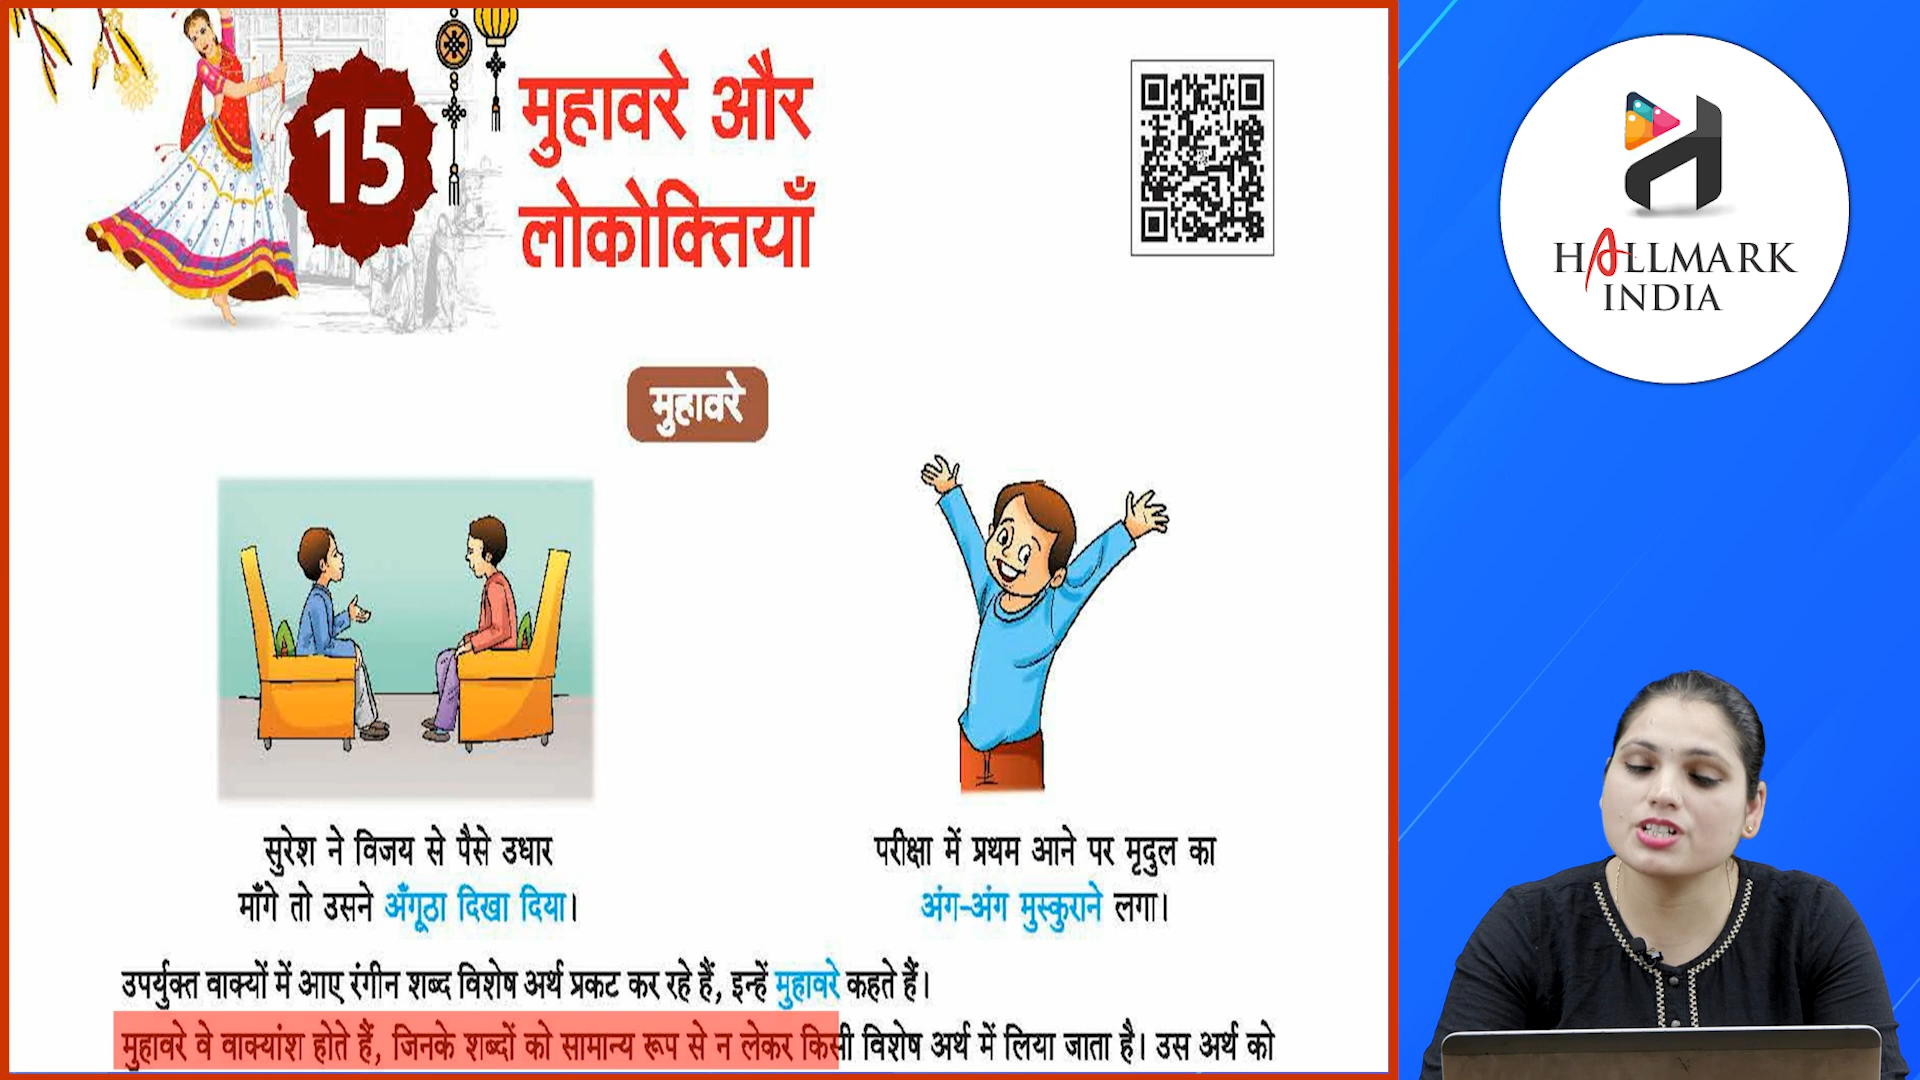 15
मुहावरे और
लोकोक्तियाँ
मुहावरे
सुरेश ने विजय से पैसे उधार
माँगे तो उसने अँगूठा दिखा दिया।
परीक्षा में प्रथम आने पर मृदुल का
अंग-अंग मुस्कुराने लगा।
उपर्युक्त वाक्यों में आए रंगीन शब्द विशेष अर्थ प्रकट कर रहे हैं, इन्हें मुहावरे कहते हैं।
मुहावरे वे वाक्यांश होते हैं, जिनके शब्दों को सामान्य रूप से न लेकर किसी विशेष अर्थ में लिया जाता है। उस अर्थ को
HALLMARK
INDIA